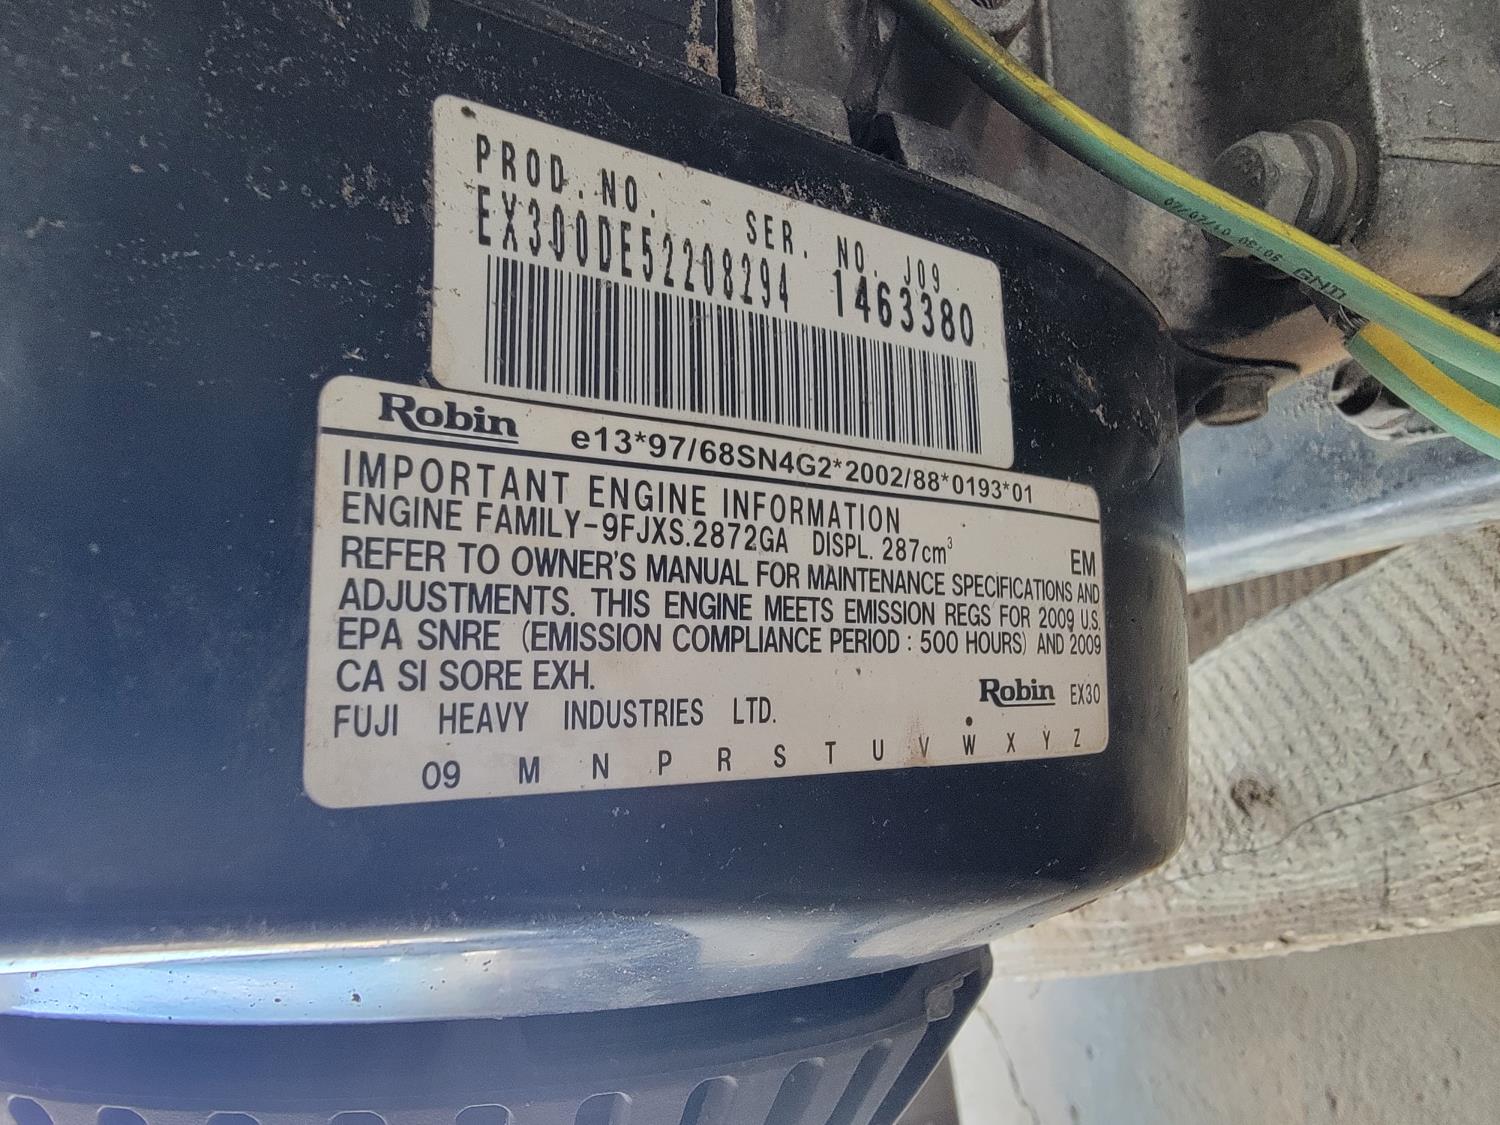 PROD.NO. SER. NO. J09
EX300DE52208294 1463380
Robin e13*97/68SN4G2*2002/88*0193*01
IMPORTANT ENGINE INFORMATION
ENGINE FAMILY-9FJXS.2872GA DISPL. 287cm³ EM
REFER TO OWNER'S MANUAL FOR MAINTENANCE SPECIFICATIONS AND
ADJUSTMENTS. THIS ENGINE MEETS EMISSION REGS FOR 2009 U.S.
EPA SNRE (EMISSION COMPLIANCE PERIOD : 500 HOURS) AND 2009
CA SI SORE EXH.
Robin EX30
FUJI HEAVY INDUSTRIES LTD.
09 M N P R S T U V W X Y Z
GND